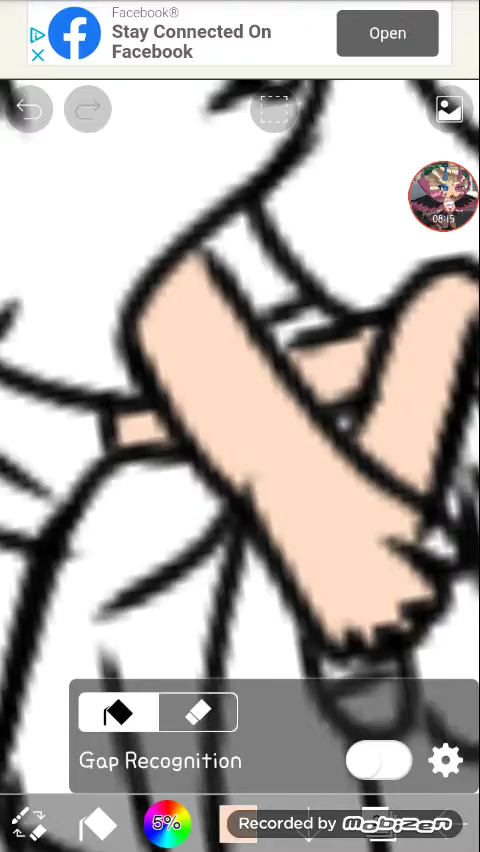 Facebook®
Stay Connected On
Facebook
Open
08:15
Gap Recognition
5%
Recorded by mobizen